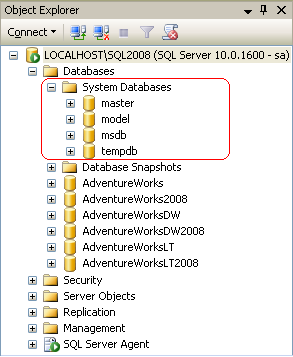 Object Explorer
Connect
LOCALHOST\SQL2008 (SQL Server 10.0.1600 - sa)
Databases
System Databases
master
model
msdb
tempdb
Database Snapshots
AdventureWorks
AdventureWorks2008
AdventureWorksDW
AdventureWorksDW2008
AdventureWorksLT
AdventureWorksLT2008
Security
Server Objects
Replication
Management
SQL Server Agent